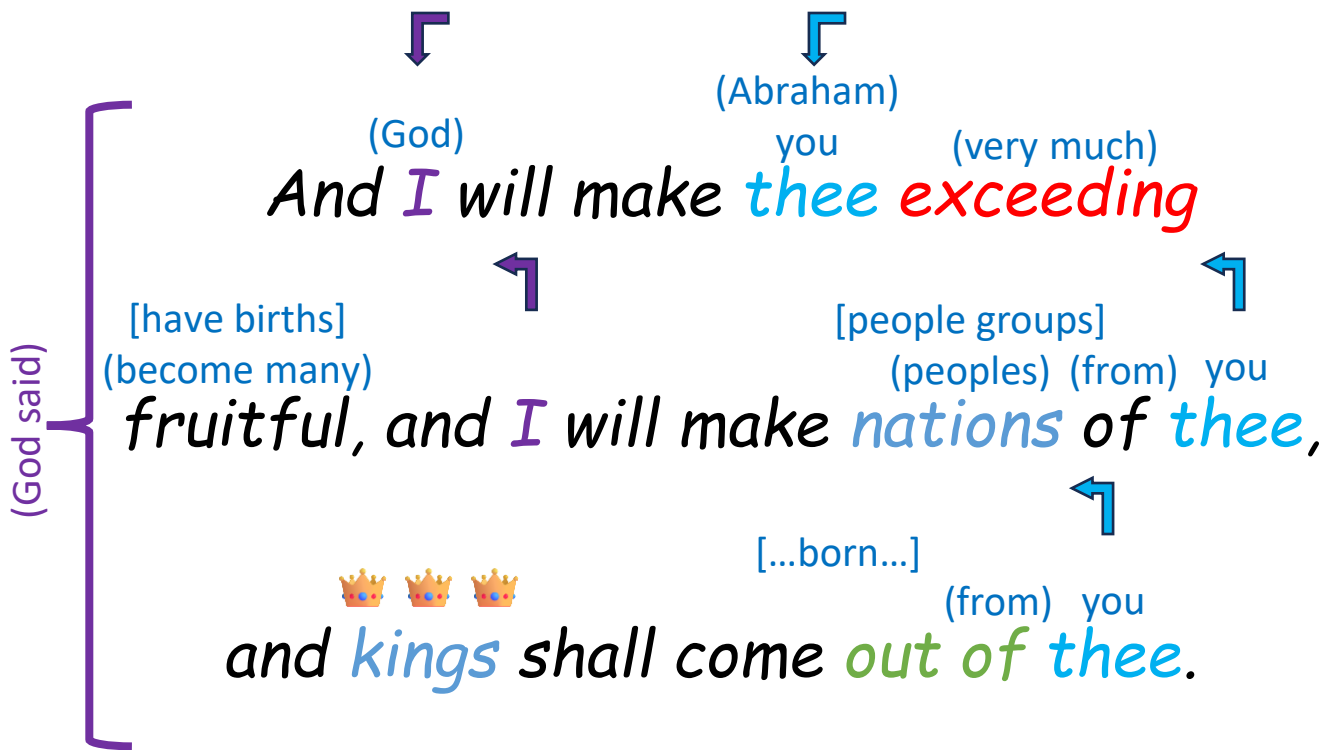 (Abraham)
(God) you (very much)
And I will make thee exceeding
[have births] [people groups]
(become many) (peoples) (from) you
fruitful, and I will make nations of thee,
(God said)
[...born...]
(from) you
and kings shall come out of thee.